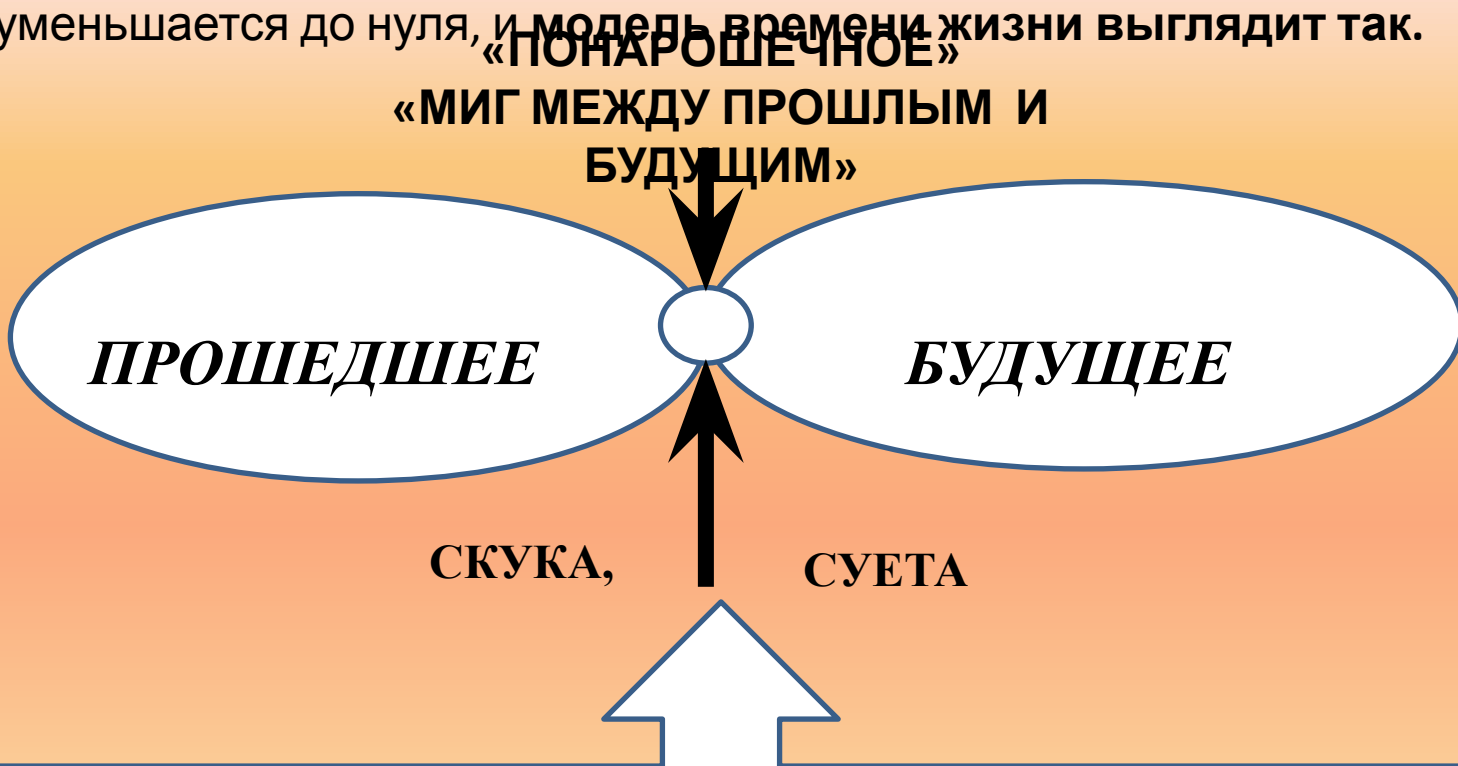 уменьшается до нуля, и модель времени жизни выглядит так.
«ПОНАРОШЕЧНОЕ»
«МИГ МЕЖДУ ПРОШЛЫМ И
БУДУЩИМ»
ПРОШЕДШЕЕ
БУДУЩЕЕ
СКУКА,
СУЕТА